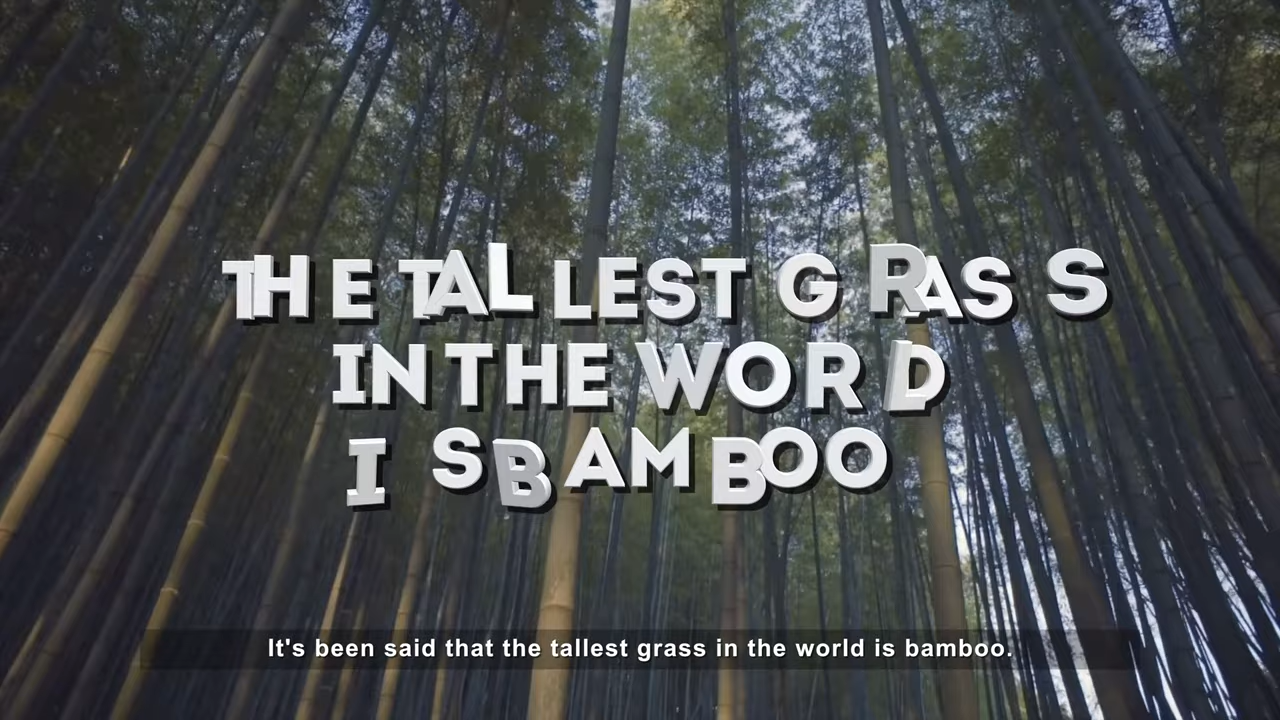 THE TALLEST GRASS
IN THE WORD
IS BAMBOO
It's been said that the tallest grass in the world is bamboo.